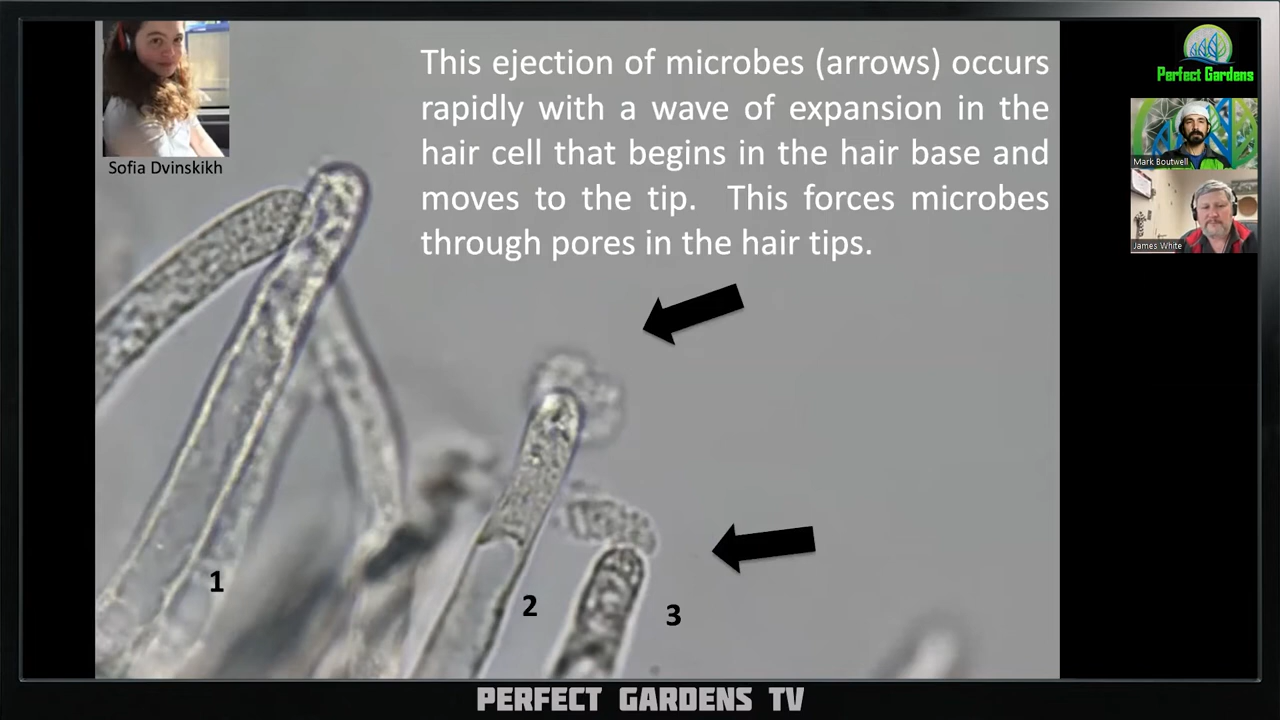 This ejection of microbes (arrows) occurs
rapidly with a wave of expansion in the
hair cell that begins in the hair base and
moves to the tip. This forces microbes
through pores in the hair tips.
Sofia Dvinskikh
Perfect Gardens
Mark Boutwell
James White
1
2
3
PERFECT GARDENS TV